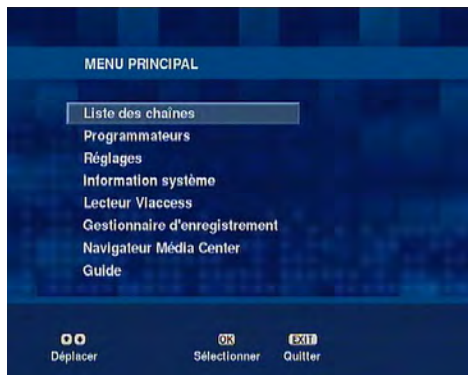 MENU PRINCIPAL
Liste des chaînes
Programmateurs
Réglages
Information système
Lecteur Viaccess
Gestionnaire d'enregistrement
Navigateur Média Center
Guide
OK EXIT
Déplacer Sélectionner Quitter